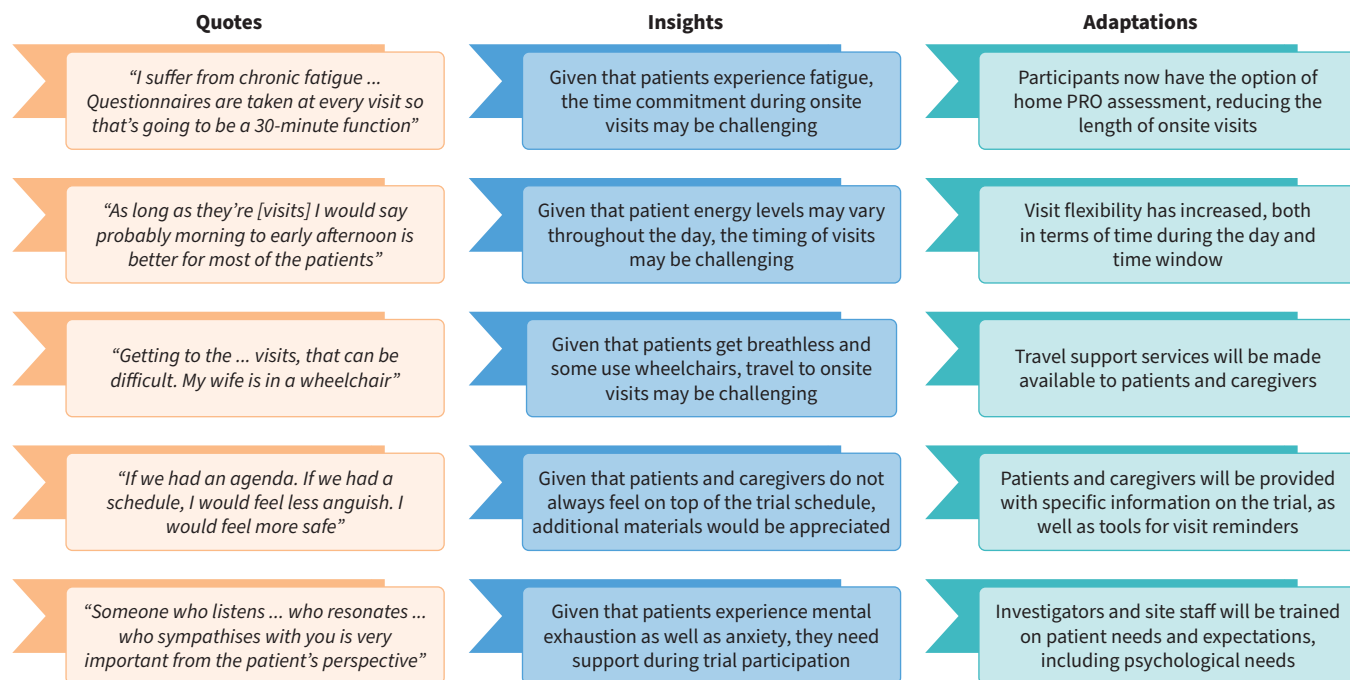 Quotes
Insights
Adaptations
“I suffer from chronic fatigue ...
Questionnaires are taken at every visit so
that’s going to be a 30-minute function”
Given that patients experience fatigue,
the time commitment during onsite
visits may be challenging
Participants now have the option of
home PRO assessment, reducing the
length of onsite visits
“As long as they’re [visits] I would say
probably morning to early afternoon is
better for most of the patients”
Given that patient energy levels may vary
throughout the day, the timing of visits
may be challenging
Visit flexibility has increased, both
in terms of time during the day and
time window
“Getting to the ... visits, that can be
difficult. My wife is in a wheelchair”
Given that patients get breathless and
some use wheelchairs, travel to onsite
visits may be challenging
Travel support services will be made
available to patients and caregivers
“If we had an agenda. If we had a
schedule, I would feel less anguish. I
would feel more safe”
Given that patients and caregivers do not
always feel on top of the trial schedule,
additional materials would be appreciated
Patients and caregivers will be provided
with specific information on the trial, as
well as tools for visit reminders
“Someone who listens ... who resonates ...
who sympathises with you is very
important from the patient’s perspective”
Given that patients experience mental
exhaustion as well as anxiety, they need
support during trial participation
Investigators and site staff will be trained
on patient needs and expectations,
including psychological needs